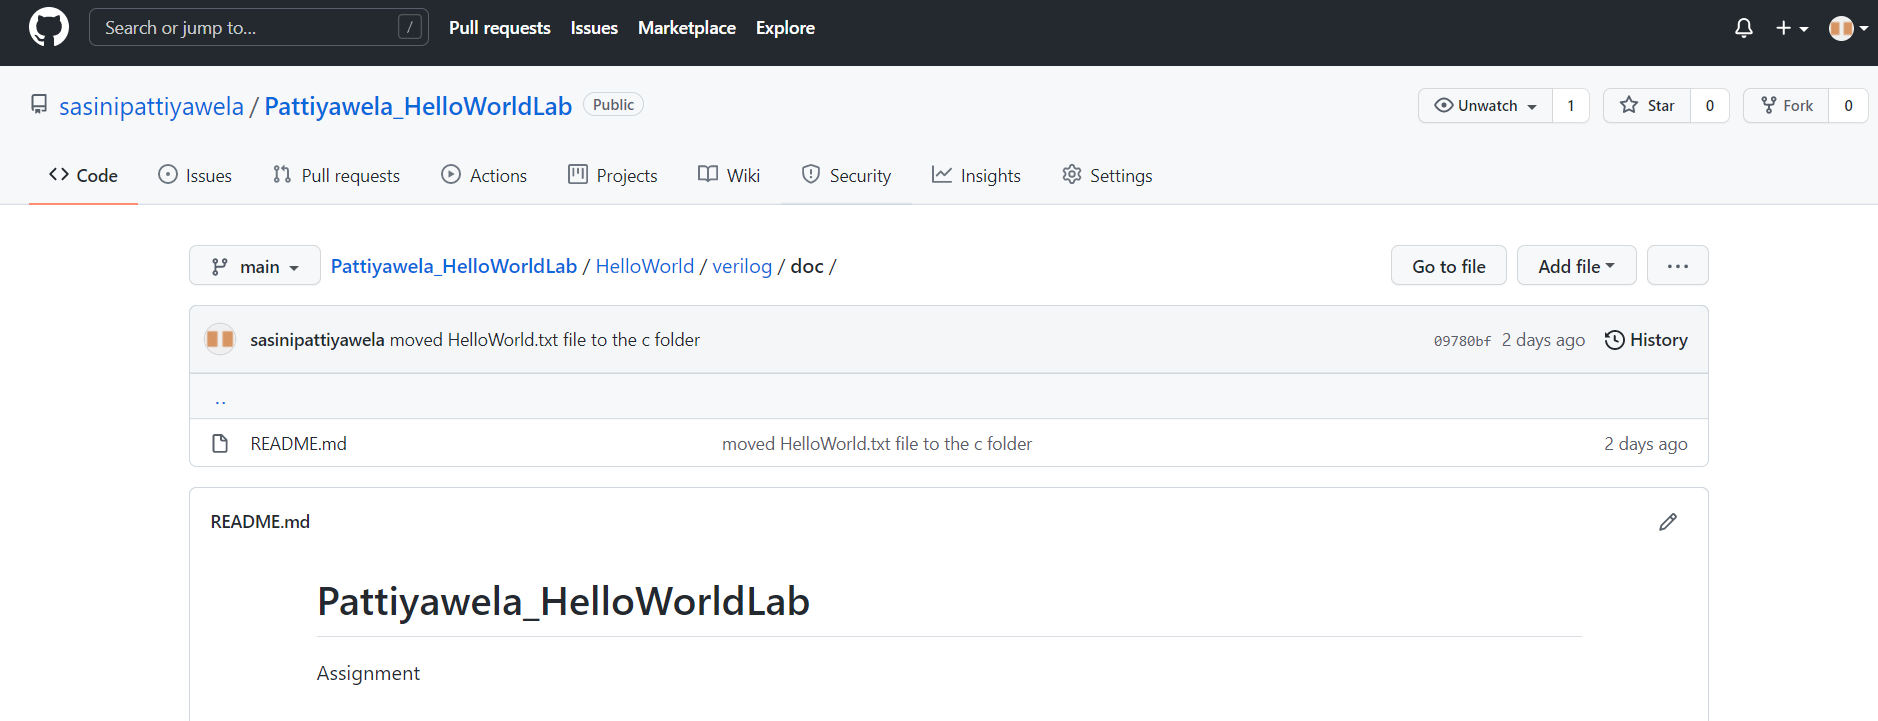 Search or jump to... / Pull requests Issues Marketplace Explore
sasinipattiyawela / Pattiyawela_HelloWorldLab Public Unwatch 1 Star 0 Fork 0
Code Issues Pull requests Actions Projects Wiki Security Insights Settings
main Pattiyawela_HelloWorldLab / HelloWorld / verilog / doc / Go to file Add file ...
sasinipattiyawela moved HelloWorld.txt file to the c folder 09780bf 2 days ago History
..
README.md moved HelloWorld.txt file to the c folder 2 days ago
README.md
Pattiyawela_HelloWorldLab
Assignment